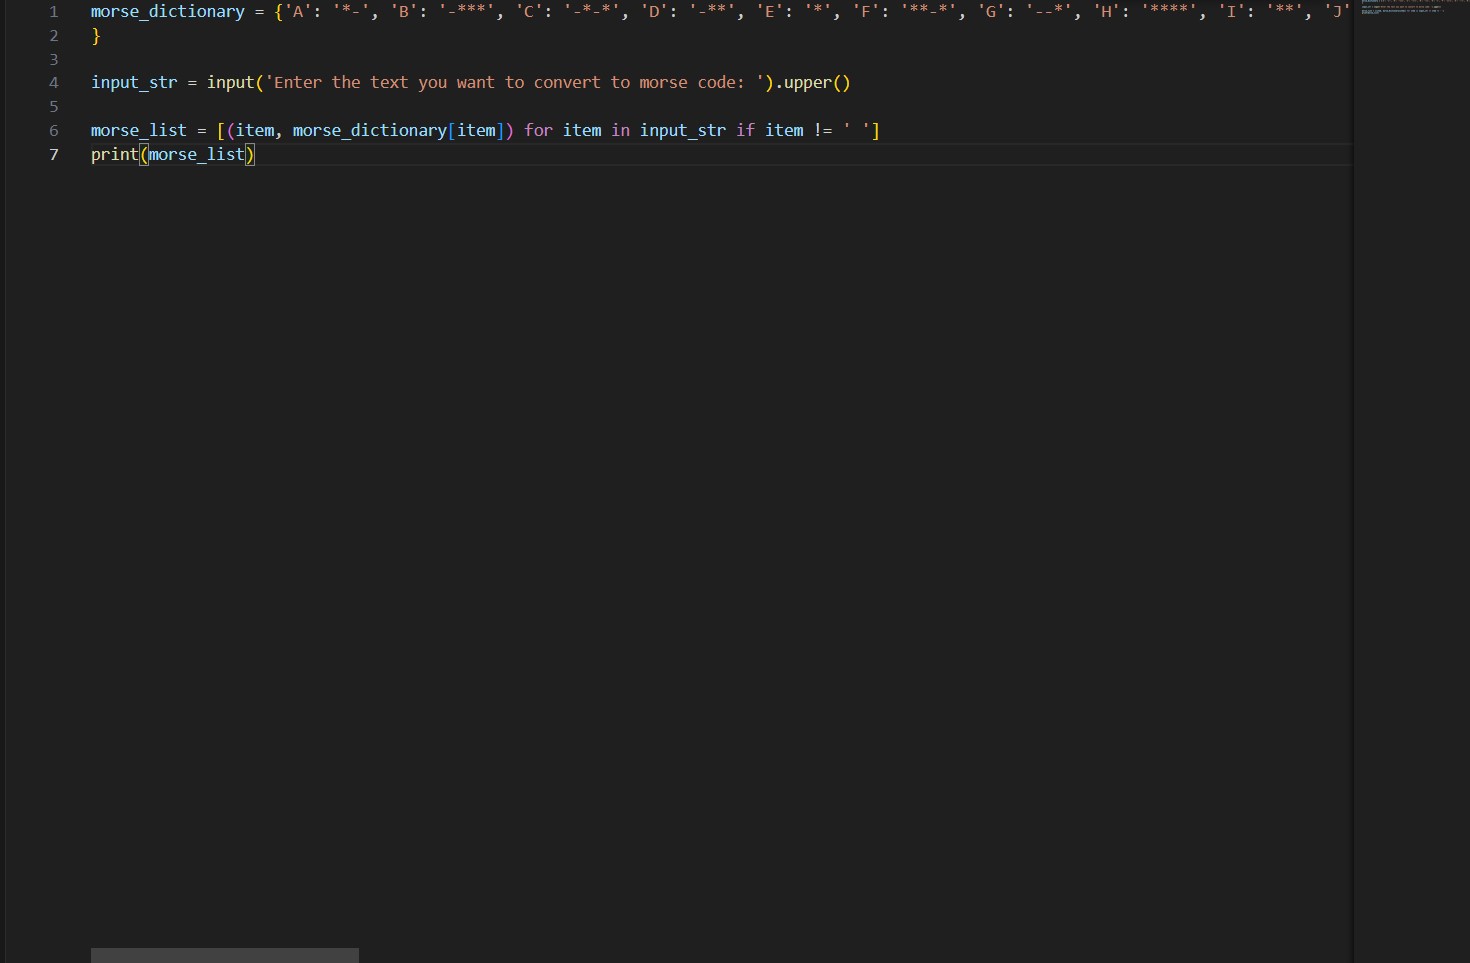 1 morse_dictionary = {'A': '*-', 'B': '-***', 'C': '-*-*', 'D': '-**', 'E': '*', 'F': '**-*', 'G': '--*', 'H': '****', 'I': '**', 'J'
2 }
3
4 input_str = input('Enter the text you want to convert to morse code: ').upper()
5
6 morse_list = [(item, morse_dictionary[item]) for item in input_str if item != ' ']
7 print(morse_list)